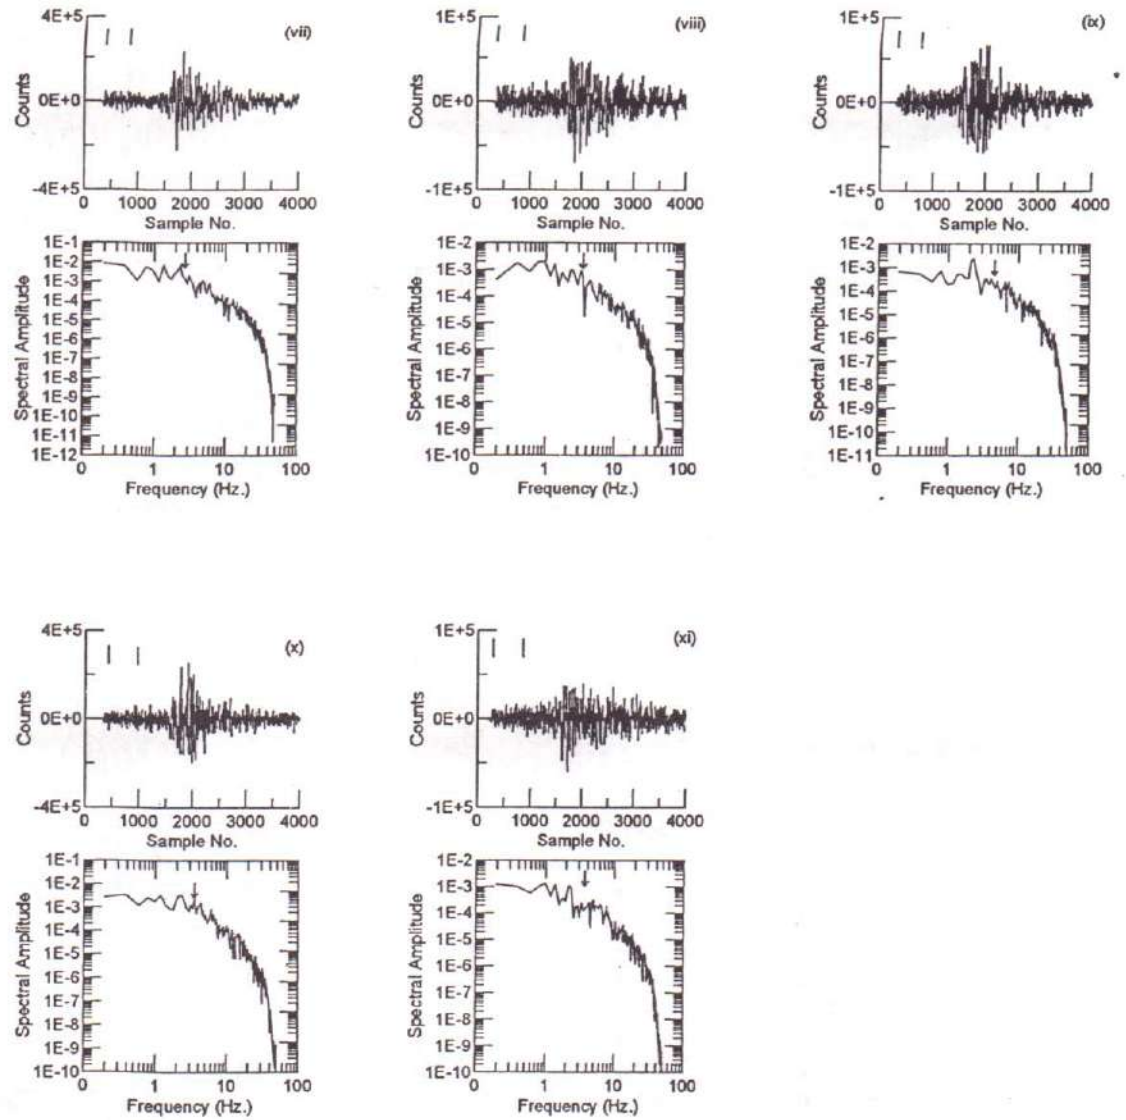 4E+5 (vii)
Counts
0E+0
-4E+5
0 1000 2000 3000 4000
Sample No.
1E+5 (viii)
Counts
0E+0
-1E+5
0 1000 2000 3000 4000
Sample No.
1E+5 (ix)
Counts
0E+0
-1E+5
0 1000 2000 3000 4000
Sample No.
Spectral Amplitude
1E-1
1E-2
1E-3
1E-4
1E-5
1E-6
1E-7
1E-8
1E-9
1E-10
1E-11
1E-12
0 1 10 100
Frequency (Hz.)
Spectral Amplitude
1E-2
1E-3
1E-4
1E-5
1E-6
1E-7
1E-8
1E-9
1E-10
0 1 10 100
Frequency (Hz.)
Spectral Amplitude
1E-2
1E-3
1E-4
1E-5
1E-6
1E-7
1E-8
1E-9
1E-10
1E-11
0 1 10 100
Frequency (Hz.)
4E+5 (x)
Counts
0E+0
-4E+5
0 1000 2000 3000 4000
Sample No.
1E+5 (xi)
Counts
0E+0
-1E+5
0 1000 2000 3000 4000
Sample No.
Spectral Amplitude
1E-1
1E-2
1E-3
1E-4
1E-5
1E-6
1E-7
1E-8
1E-9
1E-10
0 1 10 100
Frequency (Hz.)
Spectral Amplitude
1E-2
1E-3
1E-4
1E-5
1E-6
1E-7
1E-8
1E-9
1E-10
0 1 10 100
Frequency (Hz.)